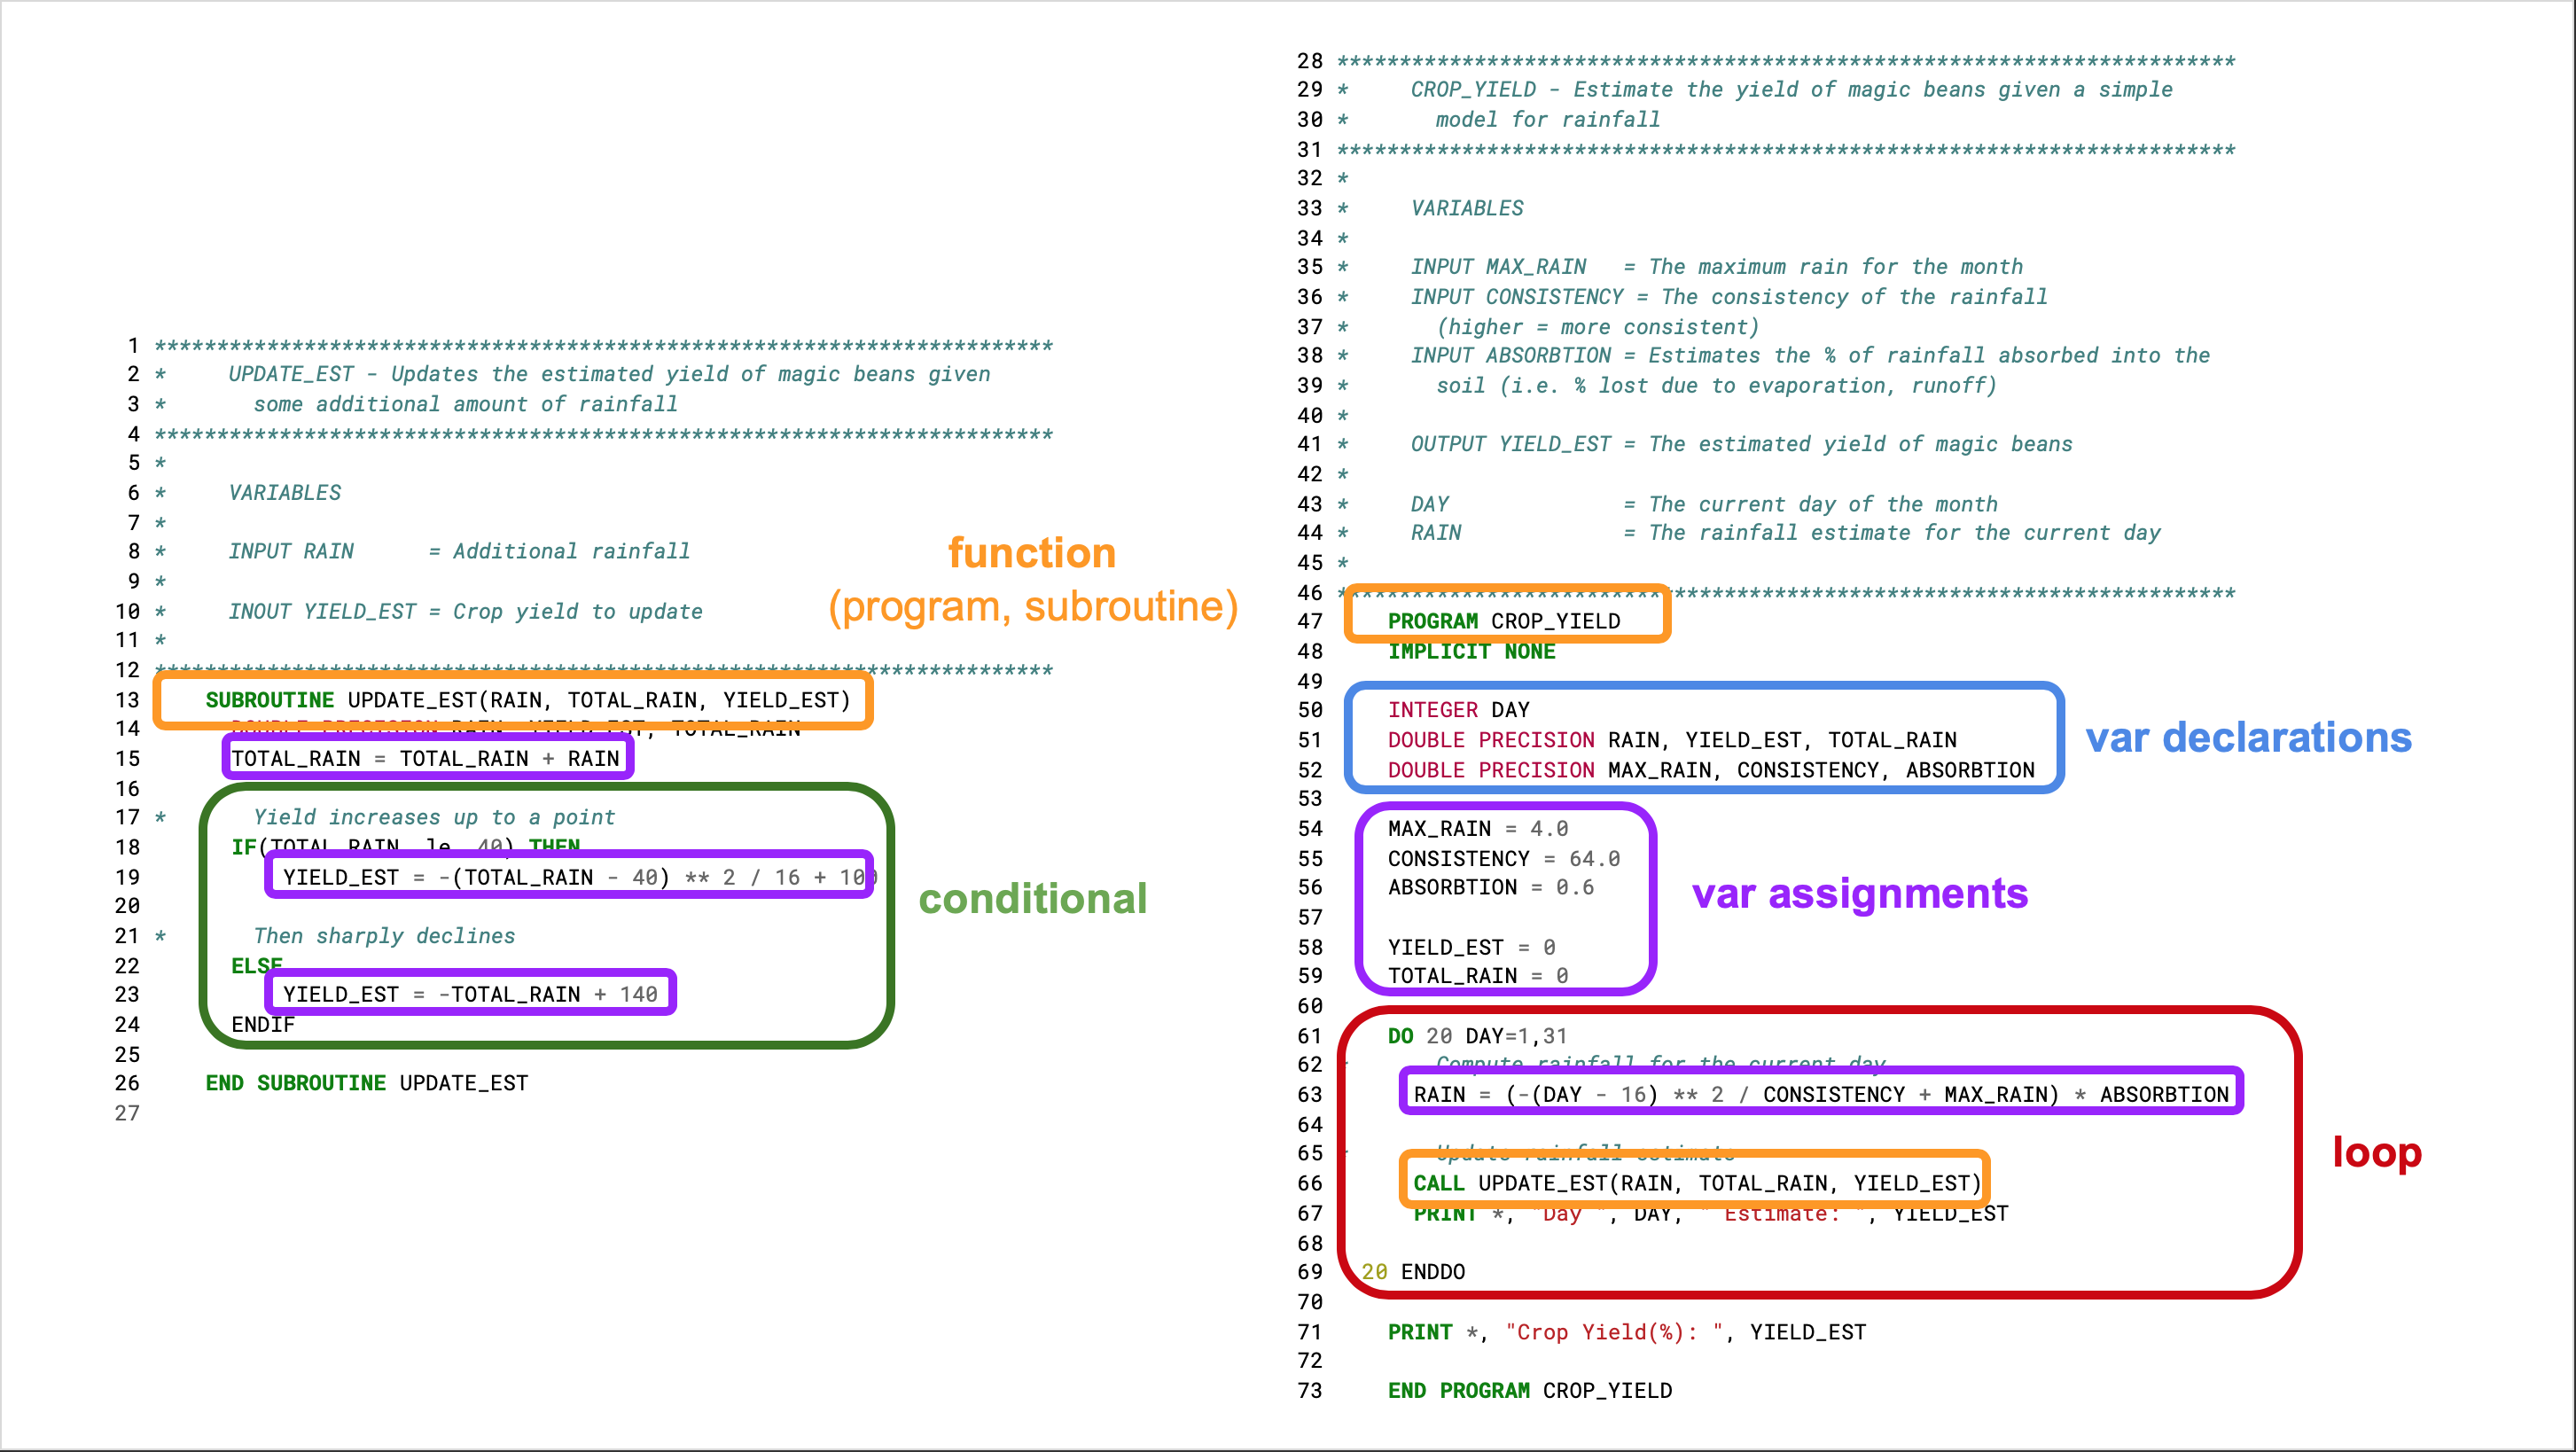 1 ************************************************************************
2 *     UPDATE_EST - Updates the estimated yield of magic beans given
3 *       some additional amount of rainfall
4 ************************************************************************
5 *
6 *     VARIABLES
7 *
8 *     INPUT RAIN      = Additional rainfall
9 *
10 *     INOUT YIELD_EST = Crop yield to update
11 *
12 ************************************************************************
13     SUBROUTINE UPDATE_EST(RAIN, TOTAL_RAIN, YIELD_EST)
14       DOUBLE PRECISION RAIN, YIELD_EST, TOTAL_RAIN
15       TOTAL_RAIN = TOTAL_RAIN + RAIN
16
17 *       Yield increases up to a point
18       IF(TOTAL_RAIN .le. 40) THEN
19           YIELD_EST = -(TOTAL_RAIN - 40) ** 2 / 16 + 100
20
21 *       Then sharply declines
22       ELSE
23           YIELD_EST = -TOTAL_RAIN + 140
24       ENDIF
25
26     END SUBROUTINE UPDATE_EST
27
function
(program, subroutine)
conditional
28 ************************************************************************
29 *     CROP_YIELD - Estimate the yield of magic beans given a simple
30 *       model for rainfall
31 ************************************************************************
32 *
33 *     VARIABLES
34 *
35 *     INPUT MAX_RAIN   = The maximum rain for the month
36 *     INPUT CONSISTENCY = The consistency of the rainfall
37 *       (higher = more consistent)
38 *     INPUT ABSORBTION = Estimates the % of rainfall absorbed into the
39 *       soil (i.e. % lost due to evaporation, runoff)
40 *
41 *     OUTPUT YIELD_EST = The estimated yield of magic beans
42 *
43 *     DAY              = The current day of the month
44 *     RAIN             = The rainfall estimate for the current day
45 *
46 ************************************************************************
47     PROGRAM CROP_YIELD
48     IMPLICIT NONE
49
50     INTEGER DAY
51     DOUBLE PRECISION RAIN, YIELD_EST, TOTAL_RAIN
52     DOUBLE PRECISION MAX_RAIN, CONSISTENCY, ABSORBTION
53
54     MAX_RAIN = 4.0
55     CONSISTENCY = 64.0
56     ABSORBTION = 0.6
57
58     YIELD_EST = 0
59     TOTAL_RAIN = 0
60
61     DO 20 DAY=1,31
62 *       Compute rainfall for the current day
63       RAIN = (-(DAY - 16) ** 2 / CONSISTENCY + MAX_RAIN) * ABSORBTION
64
65 *       Update rainfall estimate
66       CALL UPDATE_EST(RAIN, TOTAL_RAIN, YIELD_EST)
67       PRINT *, "Day ", DAY, " Estimate: ", YIELD_EST
68
69   20 ENDDO
70
71     PRINT *, "Crop Yield(%): ", YIELD_EST
72
73     END PROGRAM CROP_YIELD
var declarations
var assignments
loop